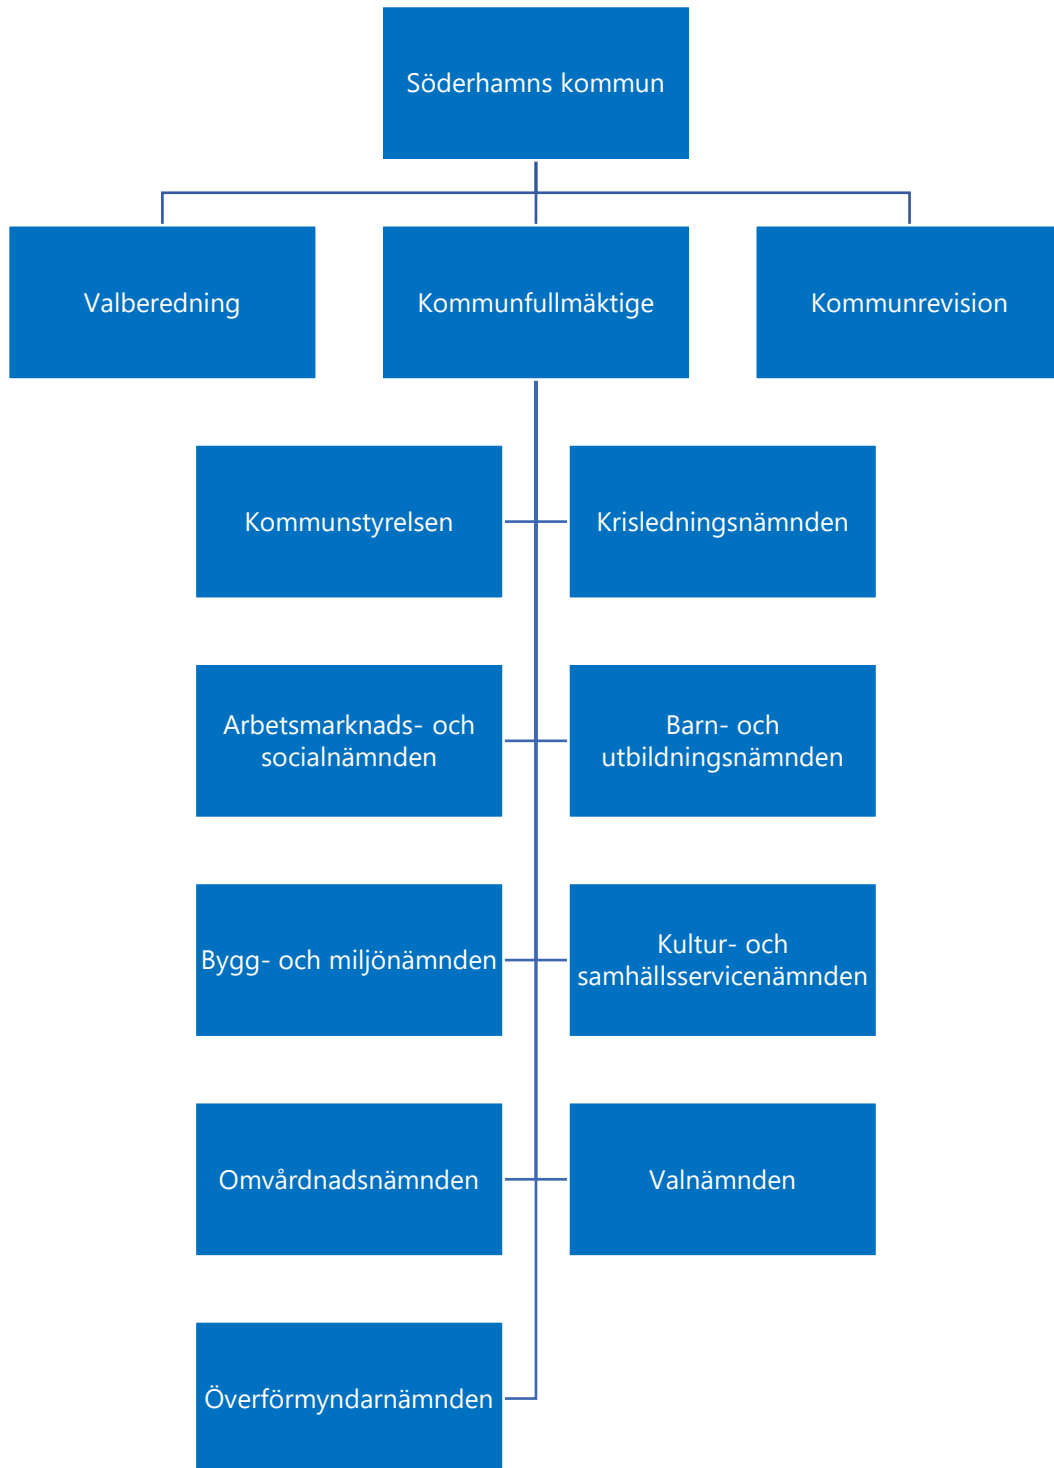 Söderhamns kommun
Valberedning
Kommunfullmäktige
Kommunrevision
Kommunstyrelsen
Krisledningsnämnden
Arbetsmarknads- och
socialnämnden
Barn- och
utbildningsnämnden
Bygg- och miljönämnden
Kultur- och
samhällsservicenämnden
Omvårdnadsnämnden
Valnämnden
Överförmyndarnämnden